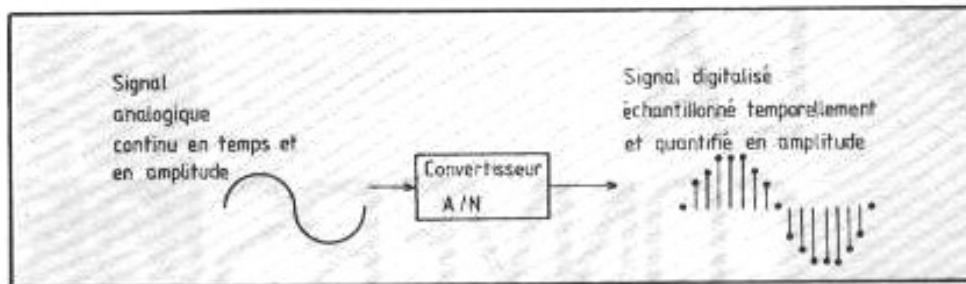 Signal
analogique
continu en temps et
en amplitude
Convertisseur
A/N
Signal digitalisé
échantillonné temporellement
et quantifié en amplitude